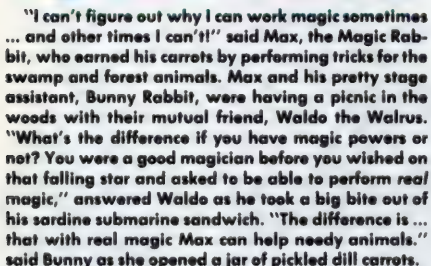 "I can't figure out why I can work magic sometimes
... and other times I can't!" said Max, the Magic Rab-
bit, who earned his carrots by performing tricks for the
swamp and forest animals. Max and his pretty stage
assistant, Bunny Rabbit, were having a picnic in the
woods with their mutual friend, Waldo the Walrus.
"What's the difference if you have magic powers or
not? You were a good magician before you wished on
that falling star and asked to be able to perform real
magic," answered Waldo as he took a big bite out of
his sardine submarine sandwich. "The difference is ...
that with real magic Max can help needy animals."
said Bunny as she opened a jar of pickled dill carrots.